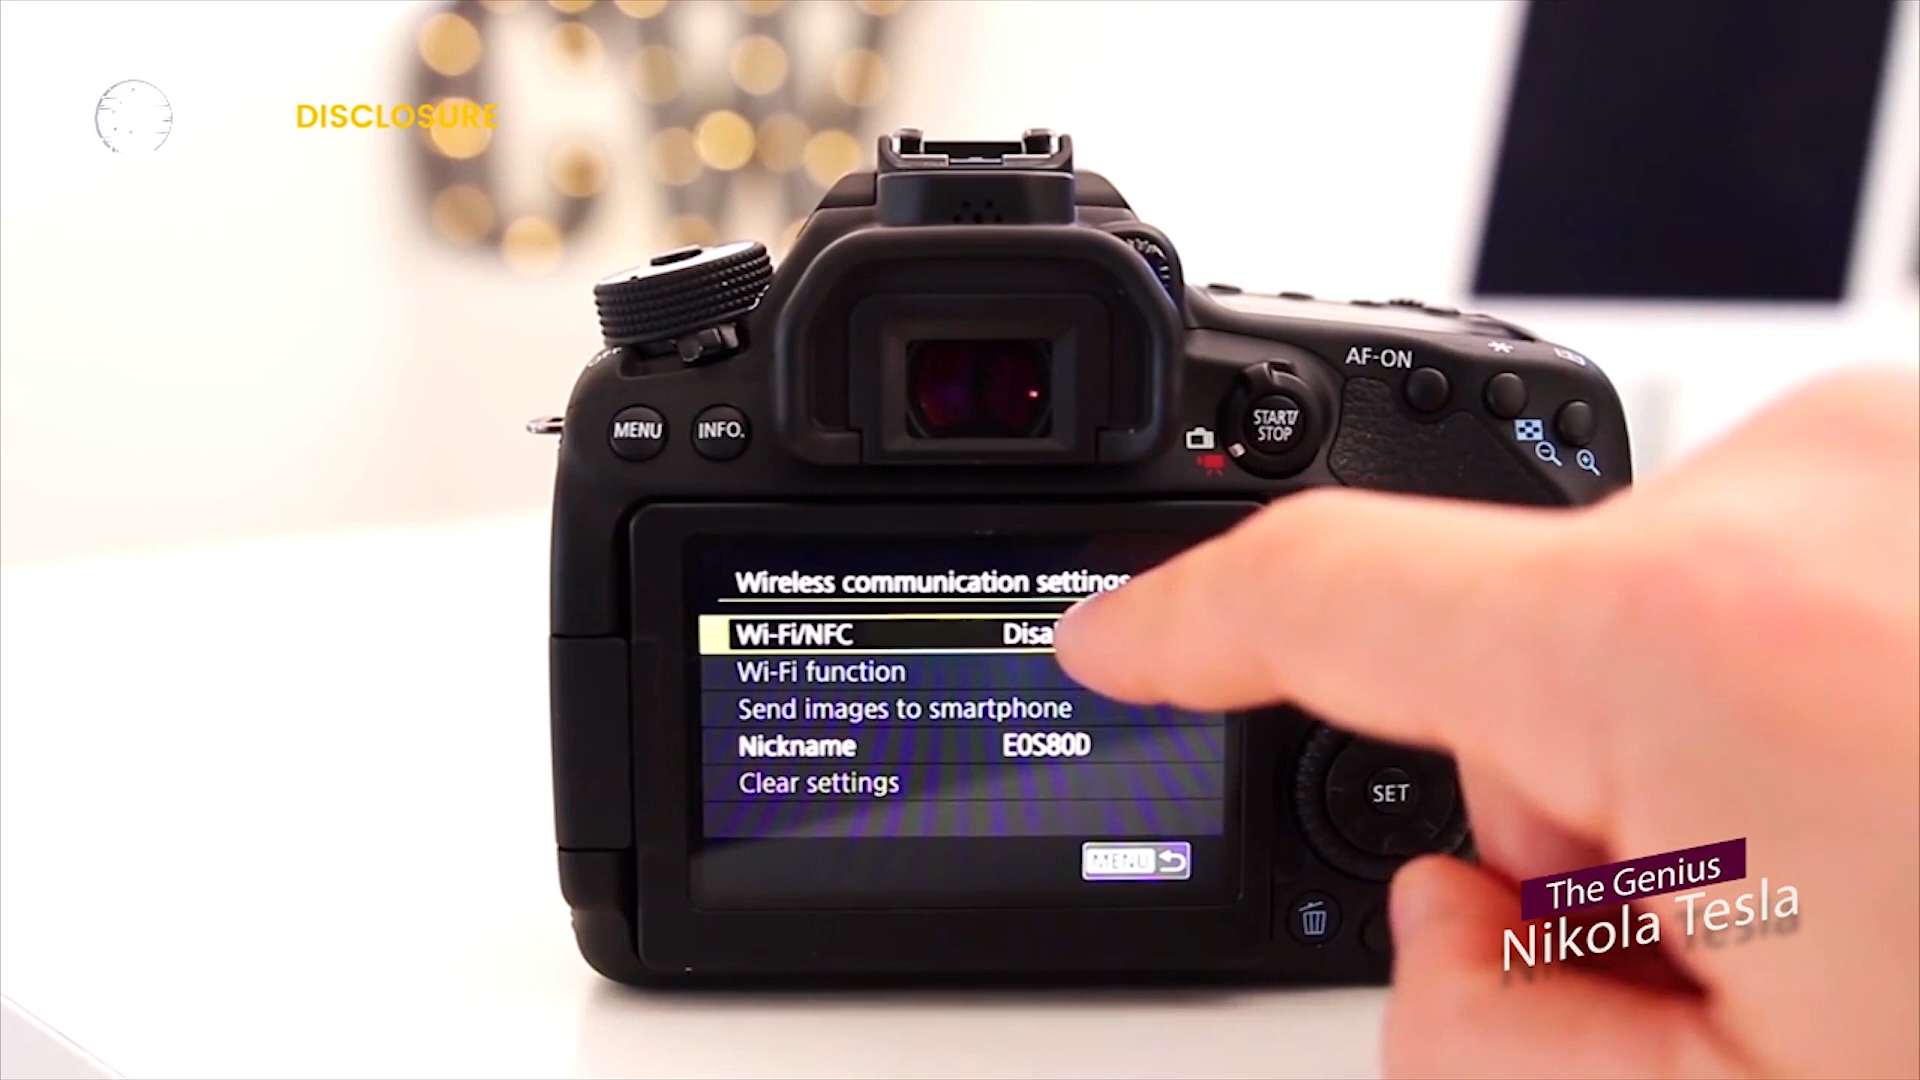 DISCLOSURE
AF-ON
MENU
INFO.
START/
STOP
Wireless communication settings
Wi-Fi/NFC Disa
Wi-Fi function
Send images to smartphone
Nickname EOS80D
Clear settings
MENU
SET
The Genius
Nikola Tesla